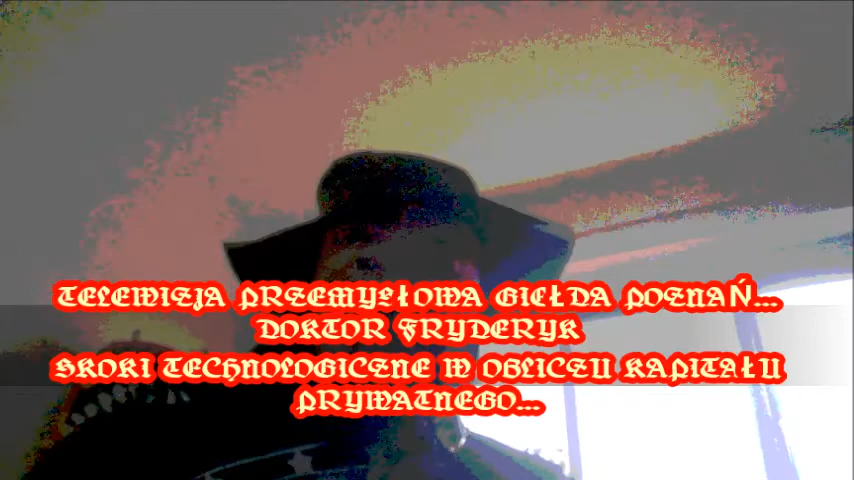 TELEWIZJA PRZEMYSŁOWA GIEŁDA POZNAŃ...
DOKTOR FRYDERYK
SKOKI TECHNOLOGICZNE W OBLICZU KAPITAŁU
PRYWATNEGO...